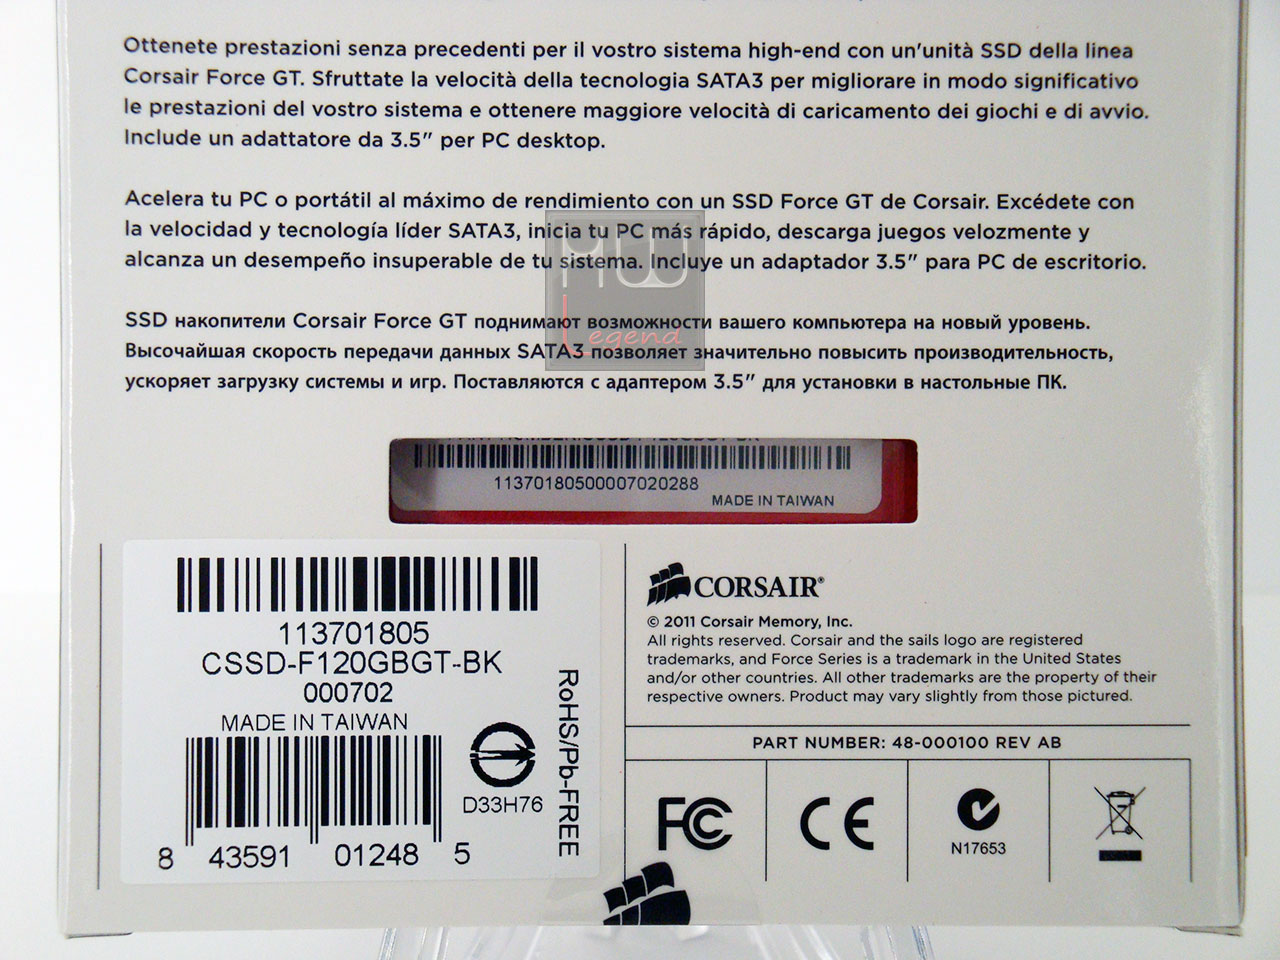 Ottenete prestazioni senza precedenti per il vostro sistema high-end con un'unità SSD della linea
Corsair Force GT. Sfruttate la velocità della tecnologia SATA3 per migliorare in modo significativo
le prestazioni del vostro sistema e ottenere maggiore velocità di caricamento dei giochi e di avvio.
Include un adattatore da 3.5″ per PC desktop.
Acelera tu PC o portátil al máximo de rendimiento con un SSD Force GT de Corsair. Excédete con
la velocidad y tecnología líder SATA3, inicia tu PC más rápido, descarga juegos velozmente y
alcanza un desempeño insuperable de tu sistema. Incluye un adaptador 3.5″ para PC de escritorio.
HW
Legend
SSD накопители Corsair Force GT поднимают возможности вашего компьютера на новый уровень.
Высочайшая скорость передачи данных SATA3 позволяет значительно повысить производительность,
ускоряет загрузку системы и игр. Поставляются с адаптером 3.5″ для установки в настольные ПК.
11370180500007020288
MADE IN TAIWAN
113701805
CSSD-F120GBGT-BK
000702
MADE IN TAIWAN
D33H76
RoHS/Pb-FREE
8 43591 01248 5
CORSAIR®
© 2011 Corsair Memory, Inc.
All rights reserved. Corsair and the sails logo are registered
trademarks, and Force Series is a trademark in the United States
and/or other countries. All other trademarks are the property of their
respective owners. Product may vary slightly from those pictured.
PART NUMBER: 48-000100 REV AB
FC
CE
N17653